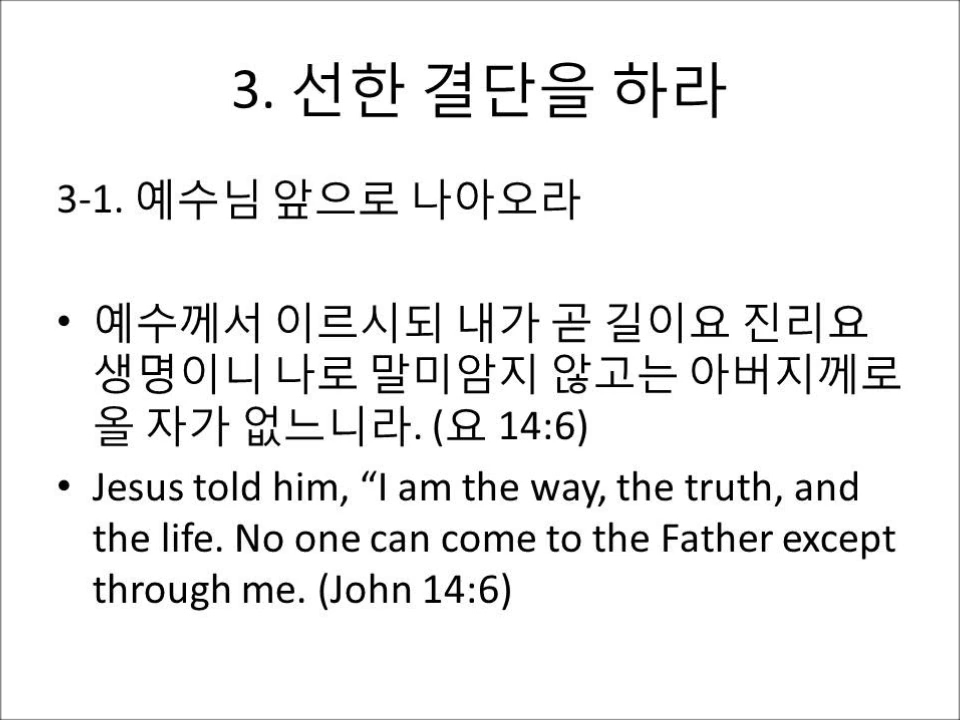 3. 선한 결단을 하라
3-1. 예수님 앞으로 나아오라
• 예수께서 이르시되 내가 곧 길이요 진리요
생명이니 나로 말미암지 않고는 아버지께로
올 자가 없느니라. (요 14:6)
• Jesus told him, “I am the way, the truth, and
the life. No one can come to the Father except
through me. (John 14:6)